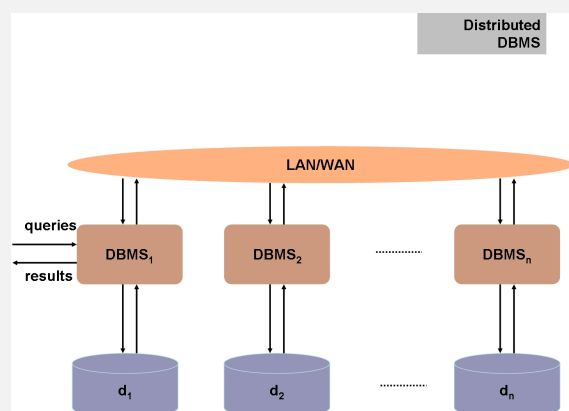 Distributed
DBMS
LAN/WAN
queries
results
DBMS₁
DBMS₂
..............
DBMSₙ
d₁
d₂
..............
dₙ